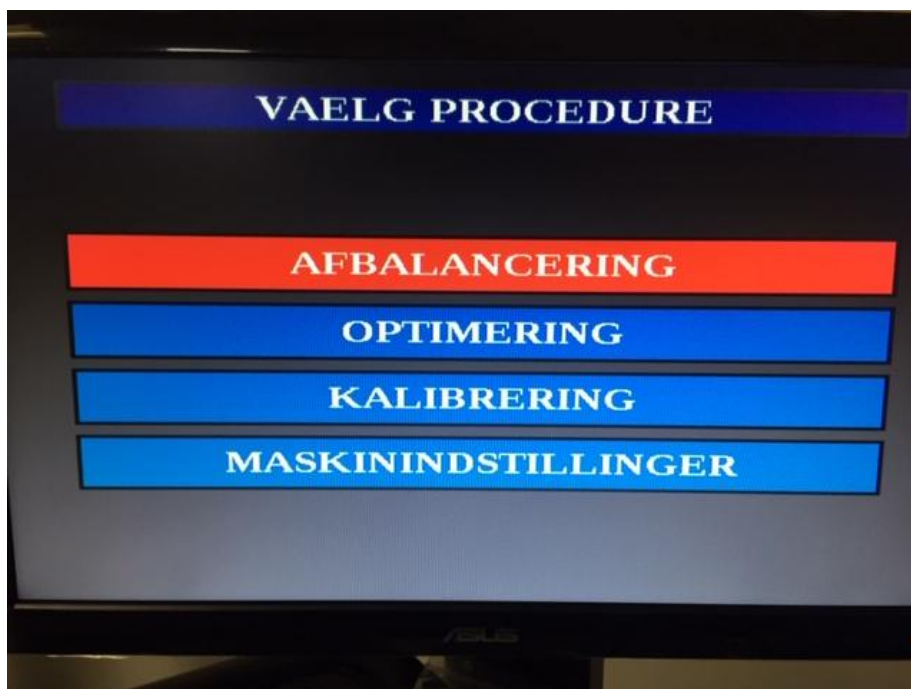 VAELG PROCEDURE
AFBALANCERING
OPTIMERING
KALIBRERING
MASKININDSTILLINGER
ASUS